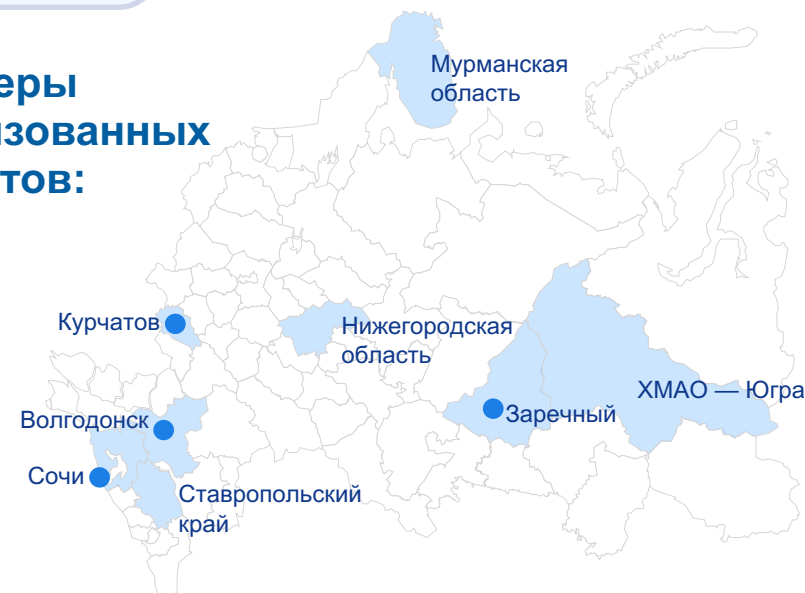 еры
изованных
тов:
Мурманская
область
Курчатов
Нижегородская
область
ХМАО — Югра
Волгодонск
Заречный
Сочи
Ставропольский
край